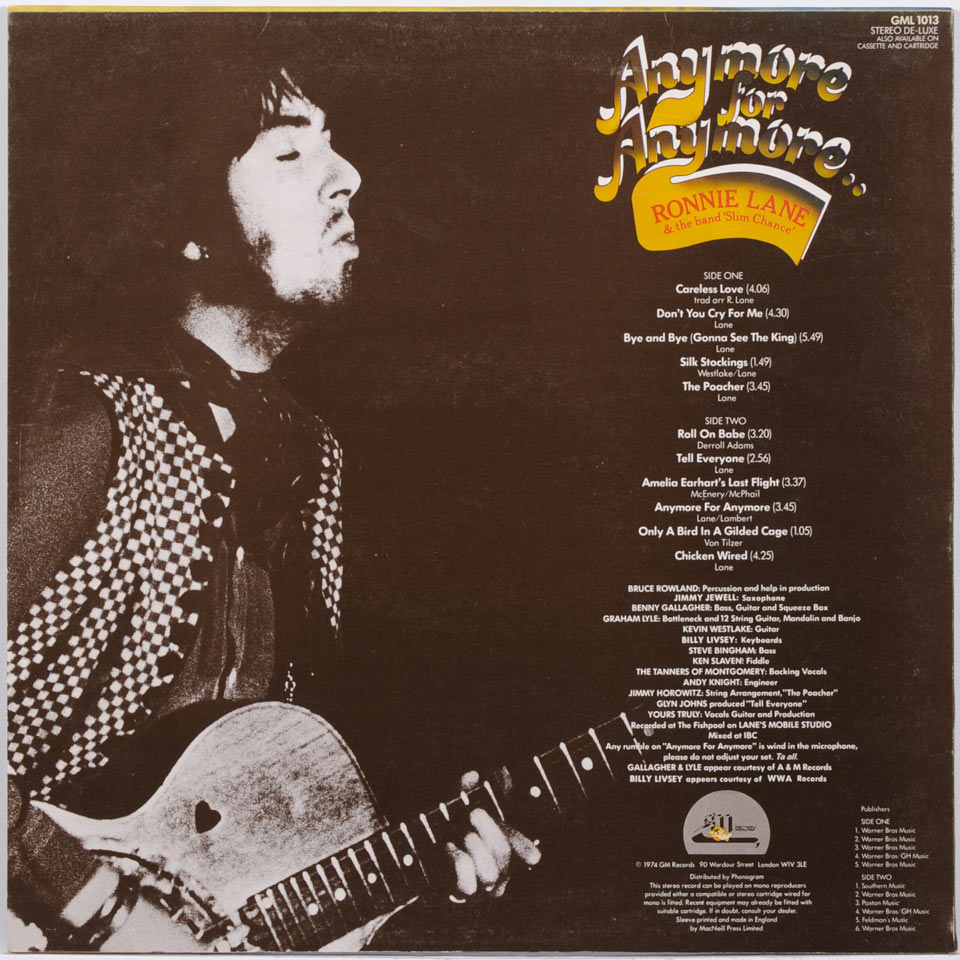 GML 1013
STEREO DE-LUXE
ALSO AVAILABLE ON
CASSETTE AND CARTRIDGE
Anymore
for
Anymore..
RONNIE LANE
& the band 'Slim Chance'
SIDE ONE
Careless Love (4.06)
trad arr R. Lane
Don't You Cry For Me (4.30)
Lane
Bye and Bye (Gonna See The King) (5.49)
Lane
Silk Stockings (1.49)
Westlake/Lane
The Poacher (3.45)
Lane
SIDE TWO
Roll On Babe (3.20)
Derroll Adams
Tell Everyone (2.56)
Lane
Amelia Earhart's Last Flight (3.37)
McEnery/McPhail
Anymore For Anymore (3.45)
Lane/Lambert
Only A Bird In A Gilded Cage (1.05)
Von Tilzer
Chicken Wired (4.25)
Lane
BRUCE ROWLAND: Percussion and help in production
JIMMY JEWELL: Saxophone
BENNY GALLAGHER: Bass, Guitar and Squeeze Box
GRAHAM LYLE: Bottleneck and 12 String Guitar, Mandolin and Banjo
KEVIN WESTLAKE: Guitar
BILLY LIVSEY: Keyboards
STEVE BINGHAM: Bass
KEN SLAVEN: Fiddle
THE TANNERS OF MONTGOMERY: Backing Vocals
ANDY KNIGHT: Engineer
JIMMY HOROWITZ: String Arrangement, "The Poacher"
GLYN JOHNS produced "Tell Everyone"
YOURS TRULY: Vocals Guitar and Production
Recorded at The Fishpool on LANE'S MOBILE STUDIO
Mixed at IBC
Any rumble on "Anymore For Anymore" is wind in the microphone,
please do not adjust your set. Ta all.
GALLAGHER & LYLE appear courtesy of A & M Records
BILLY LIVSEY appears courtesy of WWA Records
GM RECORDS
© 1974 GM Records 90 Wardour Street London W1V 3LE
Distributed by Phonogram
This stereo record can be played on mono reproducers
provided either a compatible or stereo cartridge wired for
mono is fitted. Recent equipment may already be fitted with
suitable cartridge. If in doubt, consult your dealer.
Sleeve printed and made in England
by MacNeill Press Limited
Publishers
SIDE ONE
1. Warner Bros Music
2. Warner Bros Music
3. Warner Bros Music
4. Warner Bros/GH Music
5. Warner Bros Music
SIDE TWO
1. Southern Music
2. Warner Bros Music
3. Paxton Music
4. Warner Bros/GH Music
5. Feldman's Music
6. Warner Bros Music